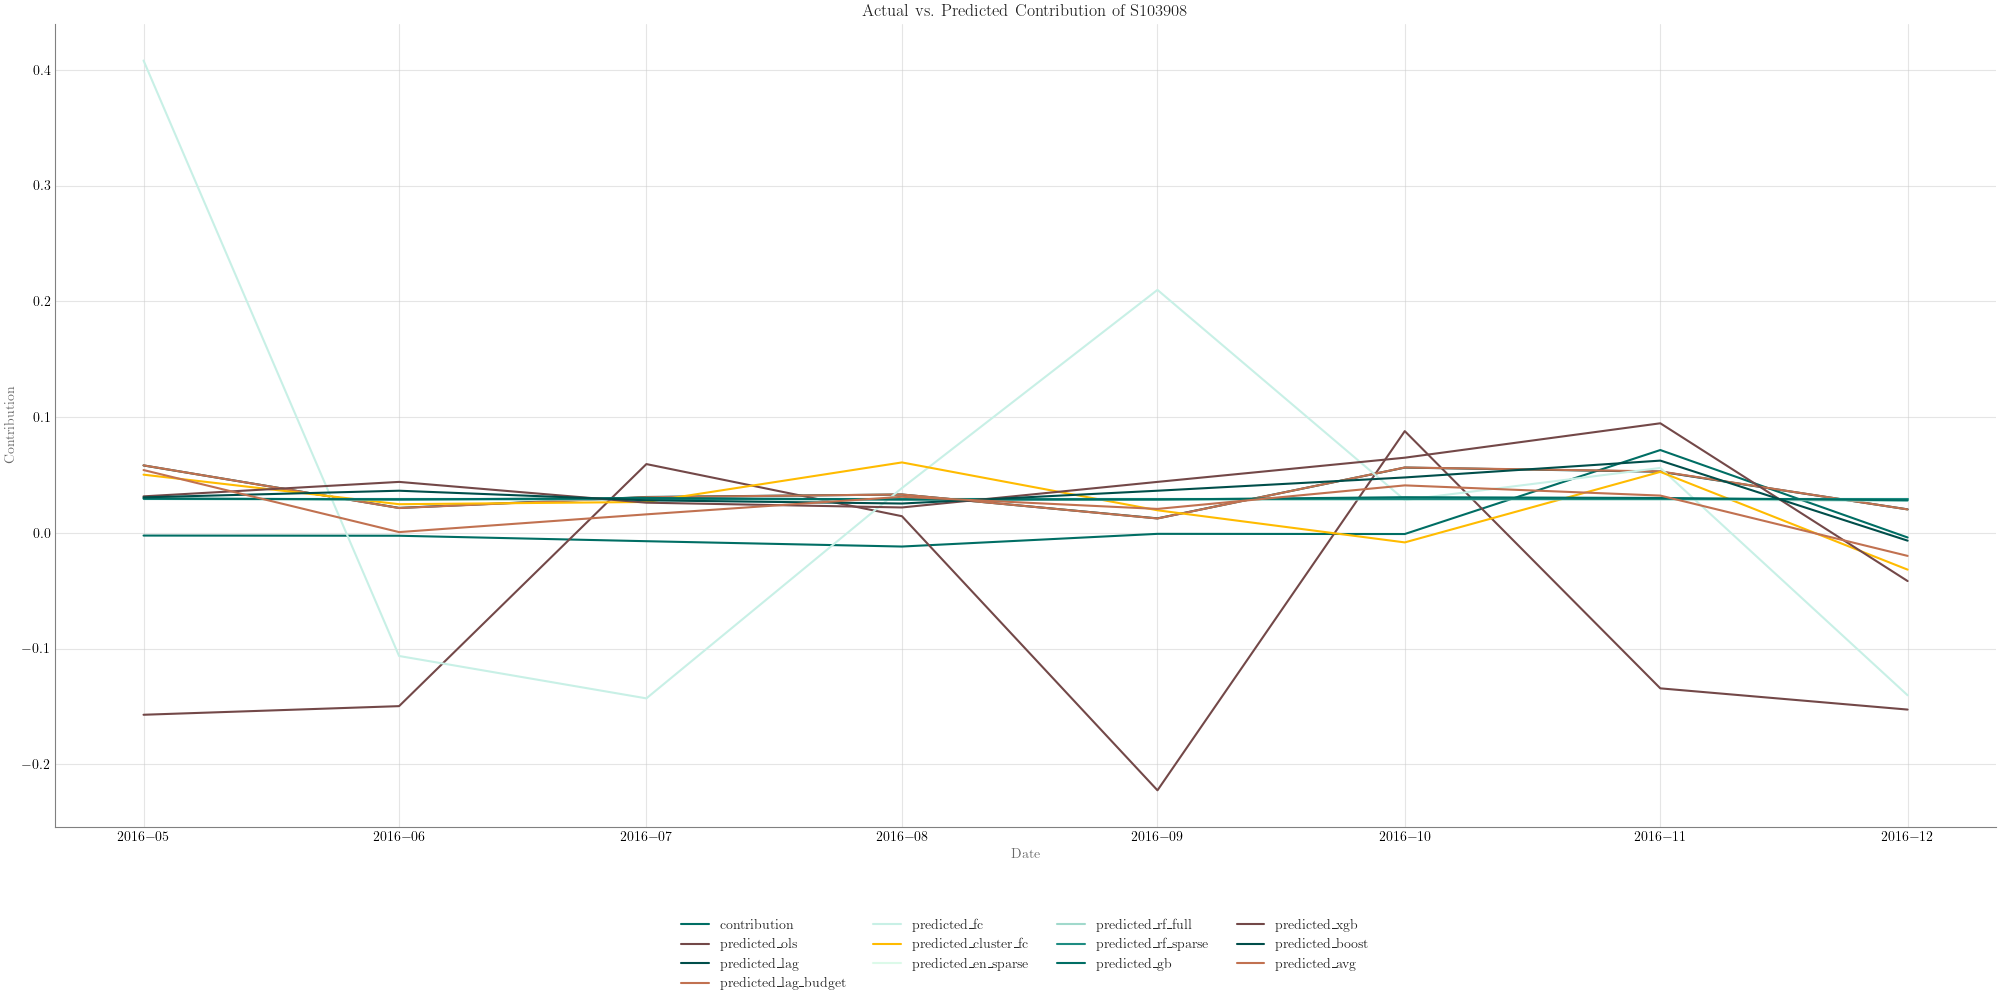 Actual vs. Predicted Contribution of S103908
Contribution
0.4
0.3
0.2
0.1
0.0
−0.1
−0.2
2016−05 2016−06 2016−07 2016−08 2016−09 2016−10 2016−11 2016−12
Date
contribution predicted_fc predicted_rf_full predicted_xgb
predicted_ols predicted_cluster_fc predicted_rf_sparse predicted_boost
predicted_lag predicted_en_sparse predicted_gb predicted_avg
predicted_lag_budget